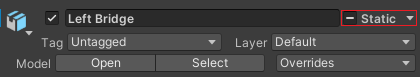 Left Bridge Static
Tag Untagged Layer Default
Model Open Select Overrides